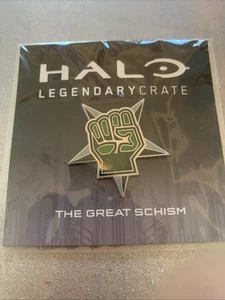 HALO
LEGENDARYCRATE
THE GREAT SCHISM